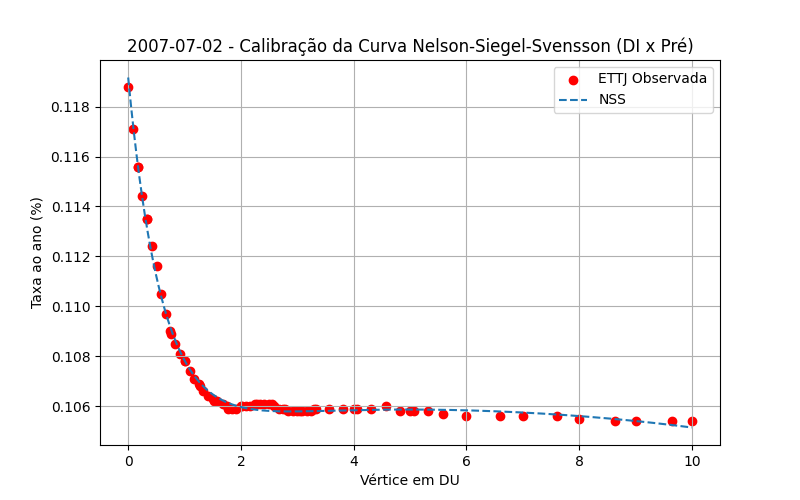 2007-07-02 - Calibração da Curva Nelson-Siegel-Svensson (DI x Pré)
ETTJ Observada
NSS
Taxa ao ano (%)
0.118
0.116
0.114
0.112
0.110
0.108
0.106
0 2 4 6 8 10
Vértice em DU